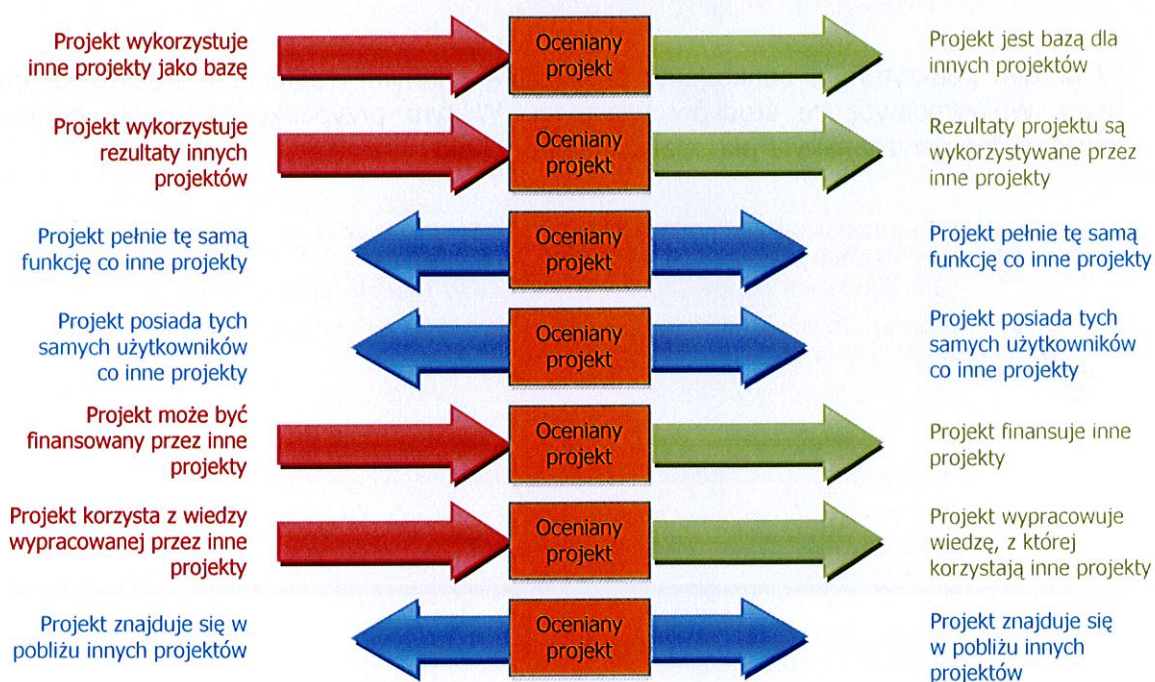 Projekt wykorzystuje
inne projekty jako bazę
Oceniany
projekt
Projekt jest bazą dla
innych projektów
Projekt wykorzystuje
rezultaty innych
projektów
Oceniany
projekt
Rezultaty projektu są
wykorzystywane przez
inne projekty
Projekt pełnie tę samą
funkcję co inne projekty
Oceniany
projekt
Projekt pełnie tę samą
funkcję co inne projekty
Projekt posiada tych
samych użytkowników
co inne projekty
Oceniany
projekt
Projekt posiada tych
samych użytkowników
co inne projekty
Projekt może być
finansowany przez inne
projekty
Oceniany
projekt
Projekt finansuje inne
projekty
Projekt korzysta z wiedzy
wypracowanej przez inne
projekty
Oceniany
projekt
Projekt wypracowuje
wiedzę, z której
korzystają inne projekty
Projekt znajduje się w
pobliżu innych projektów
Oceniany
projekt
Projekt znajduje się
w pobliżu innych
projektów